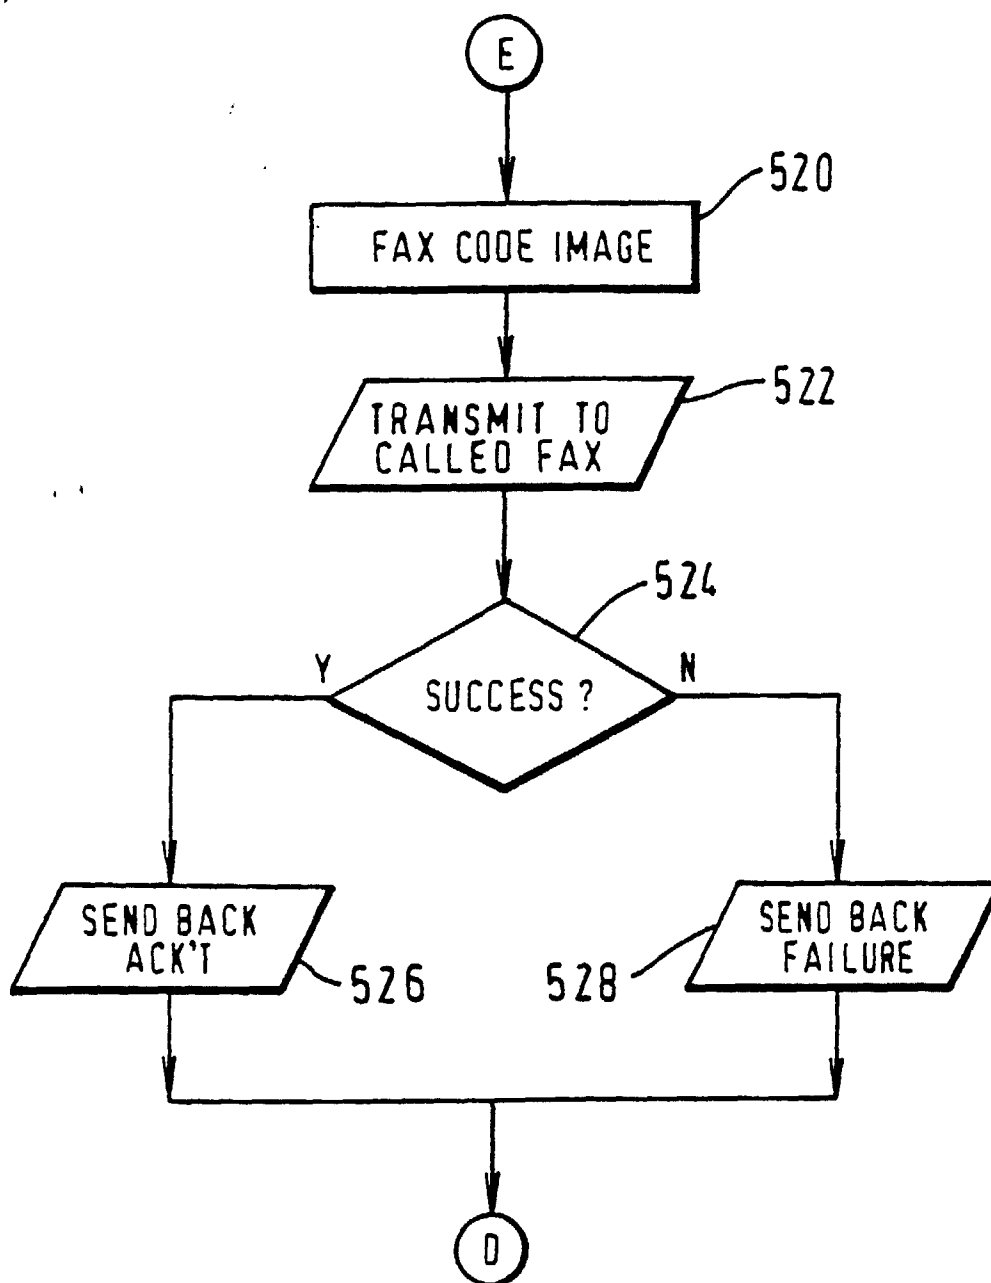 E
520
FAX CODE IMAGE
522
TRANSMIT TO
CALLED FAX
524
Y
N
SUCCESS ?
SEND BACK
ACK'T
526
SEND BACK
FAILURE
528
D